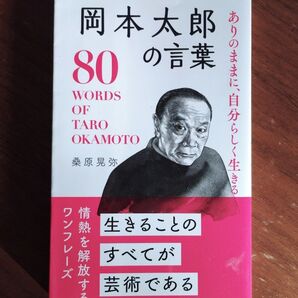 岡本太郎
の言葉
ありのままに、自分らしく生きる
80
WORDS
OF
TARO
OKAMOTO
桑原晃弥
情熱を解放する
ワンフレーズ
生きることの
すべてが
芸術である